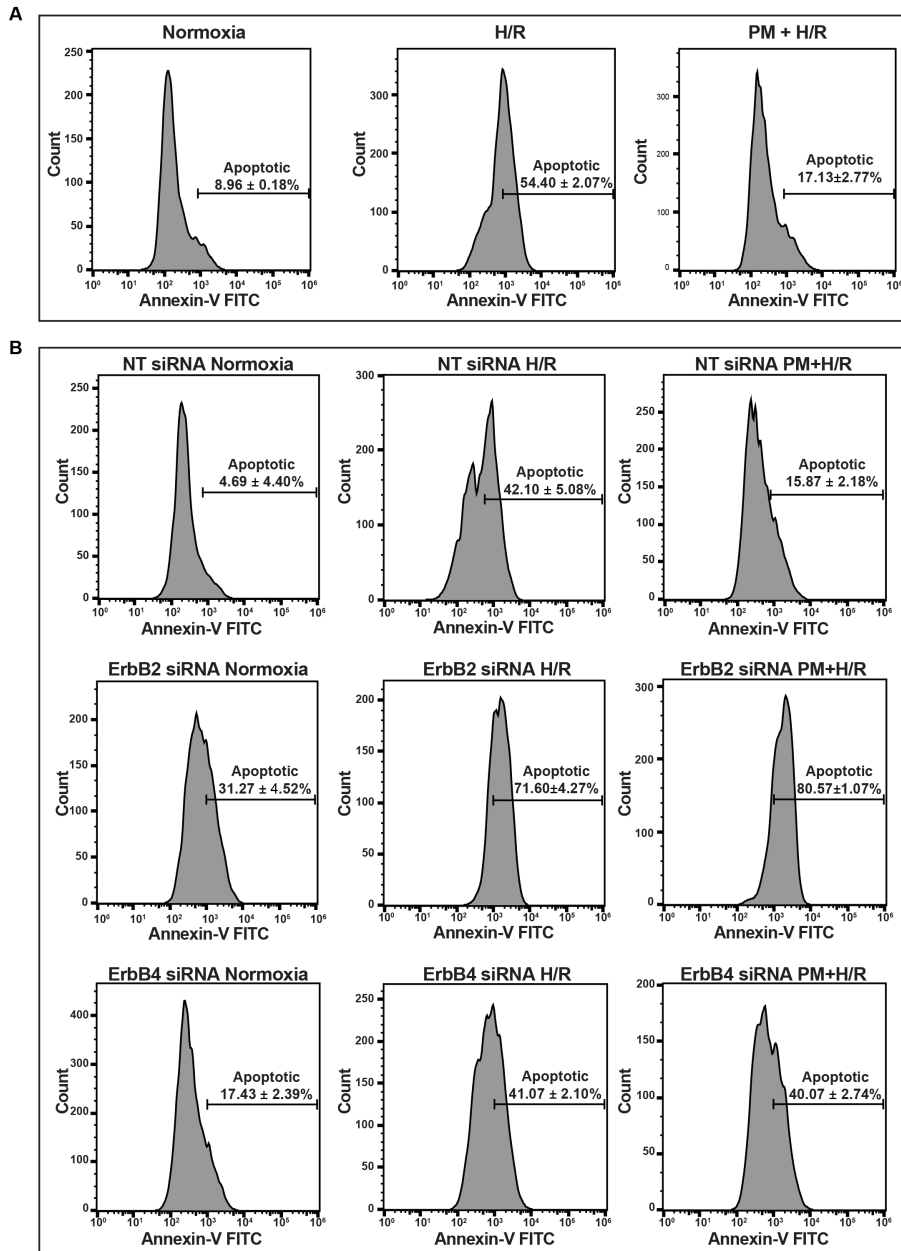 A
Normoxia
H/R
PM + H/R
250
200
150
100
50
0
Count
Apoptotic
8.96 ± 0.18%
10⁰ 10¹ 10² 10³ 10⁴ 10⁵ 10⁶
Annexin-V FITC
300
200
100
0
Count
Apoptotic
54.40 ± 2.07%
10⁰ 10¹ 10² 10³ 10⁴ 10⁵ 10⁶
Annexin-V FITC
300
200
100
0
Count
Apoptotic
17.13±2.77%
10⁰ 10¹ 10² 10³ 10⁴ 10⁵ 10⁶
Annexin-V FITC
B
NT siRNA Normoxia
NT siRNA H/R
NT siRNA PM+H/R
250
200
150
100
50
0
Count
Apoptotic
4.69 ± 4.40%
10⁰ 10¹ 10² 10³ 10⁴ 10⁵ 10⁶
Annexin-V FITC
300
200
100
0
Count
Apoptotic
42.10 ± 5.08%
10⁰ 10¹ 10² 10³ 10⁴ 10⁵ 10⁶
Annexin-V FITC
250
200
150
100
50
0
Count
Apoptotic
15.87 ± 2.18%
10⁰ 10¹ 10² 10³ 10⁴ 10⁵ 10⁶
Annexin-V FITC
ErbB2 siRNA Normoxia
ErbB2 siRNA H/R
ErbB2 siRNA PM+H/R
200
150
100
50
0
Count
Apoptotic
31.27 ± 4.52%
10⁰ 10¹ 10² 10³ 10⁴ 10⁵ 10⁶
Annexin-V FITC
200
150
100
50
0
Count
Apoptotic
71.60±4.27%
10⁰ 10¹ 10² 10³ 10⁴ 10⁵ 10⁶
Annexin-V FITC
300
200
100
0
Count
Apoptotic
80.57±1.07%
10⁰ 10¹ 10² 10³ 10⁴ 10⁵ 10⁶
Annexin-V FITC
ErbB4 siRNA Normoxia
ErbB4 siRNA H/R
ErbB4 siRNA PM+H/R
400
300
200
100
0
Count
Apoptotic
17.43 ± 2.39%
10⁰ 10¹ 10² 10³ 10⁴ 10⁵ 10⁶
Annexin-V FITC
250
200
150
100
50
0
Count
Apoptotic
41.07 ± 2.10%
10⁰ 10¹ 10² 10³ 10⁴ 10⁵ 10⁶
Annexin-V FITC
200
150
100
50
0
Count
Apoptotic
40.07 ± 2.74%
10⁰ 10¹ 10² 10³ 10⁴ 10⁵ 10⁶
Annexin-V FITC